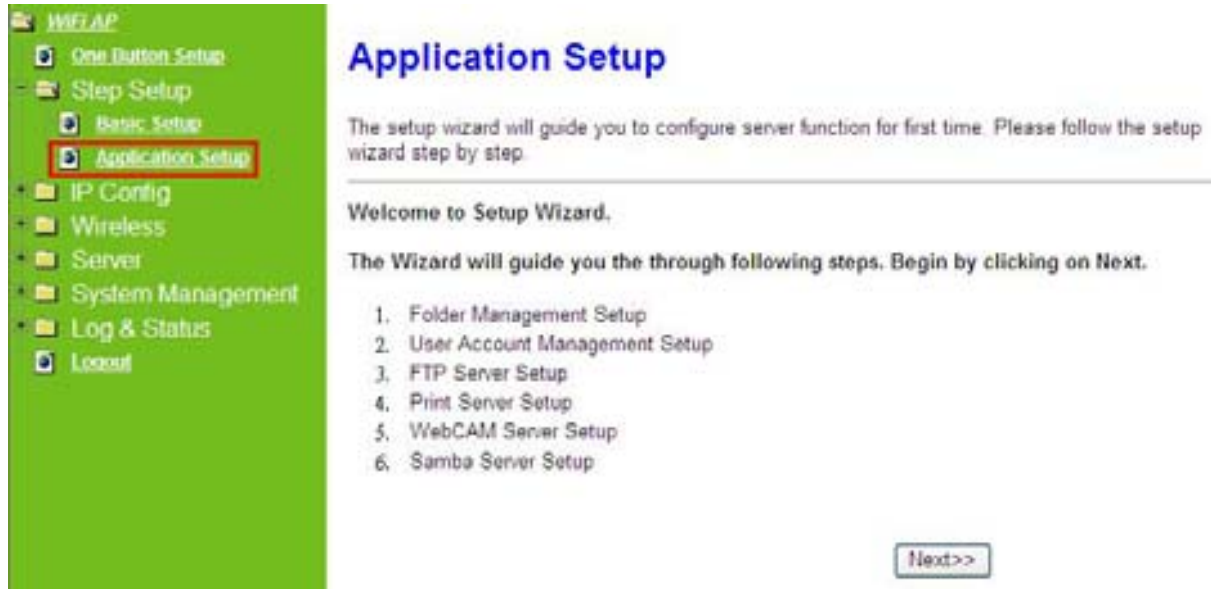 WiFi AP
One Button Setup
Step Setup
Basic Setup
Application Setup
IP Config
Wireless
Server
System Management
Log & Status
Logout
Application Setup
The setup wizard will guide you to configure server function for first time. Please follow the setup
wizard step by step.
Welcome to Setup Wizard.
The Wizard will guide you the through following steps. Begin by clicking on Next.
1. Folder Management Setup
2. User Account Management Setup
3. FTP Server Setup
4. Print Server Setup
5. WebCAM Server Setup
6. Samba Server Setup
Next>>